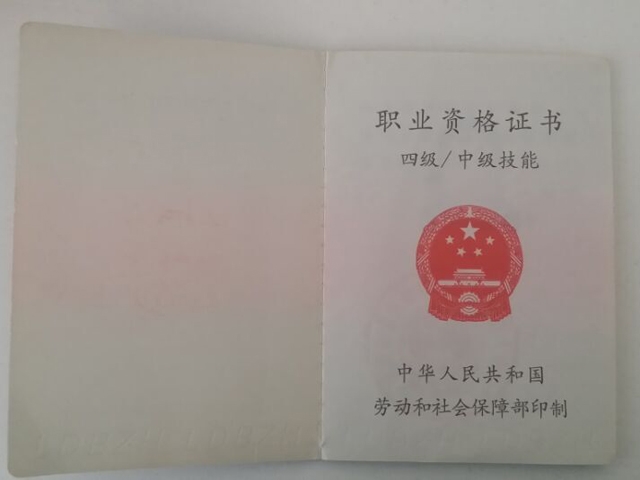 职业资格证书
四级/中级技能
中华人民共和国
劳动和社会保障部印制